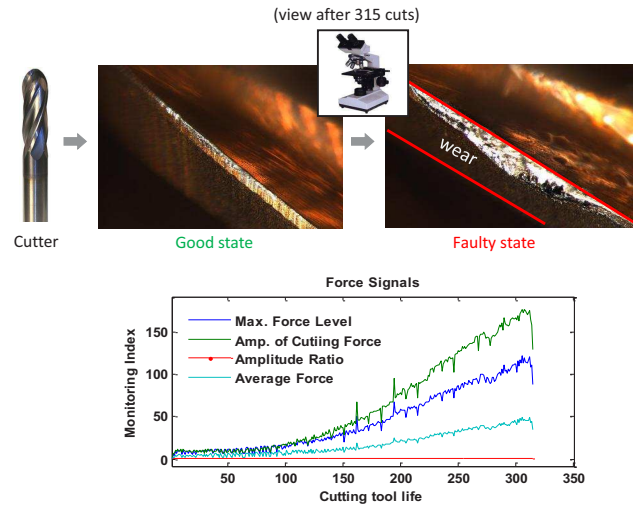 (view after 315 cuts)
wear
Cutter
Good state
Faulty state
Force Signals
Max. Force Level
Amp. of Cutiing Force
Amplitude Ratio
Average Force
Monitoring Index
150
100
50
0
50 100 150 200 250 300 350
Cutting tool life